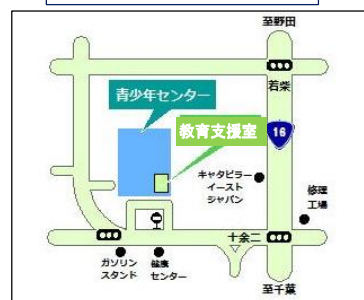 至野田
若柴
青少年センター
教育支援室
16
キャタピラー
イースト
ジャパン
修理
工場
十余二
ガソリン
スタンド
健康
センター
至千葉